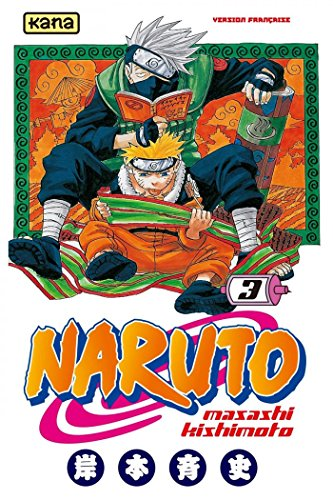 KANA
VERSION FRANÇAISE
3
NARUTO
masashi
kishimoto
岸本斉史